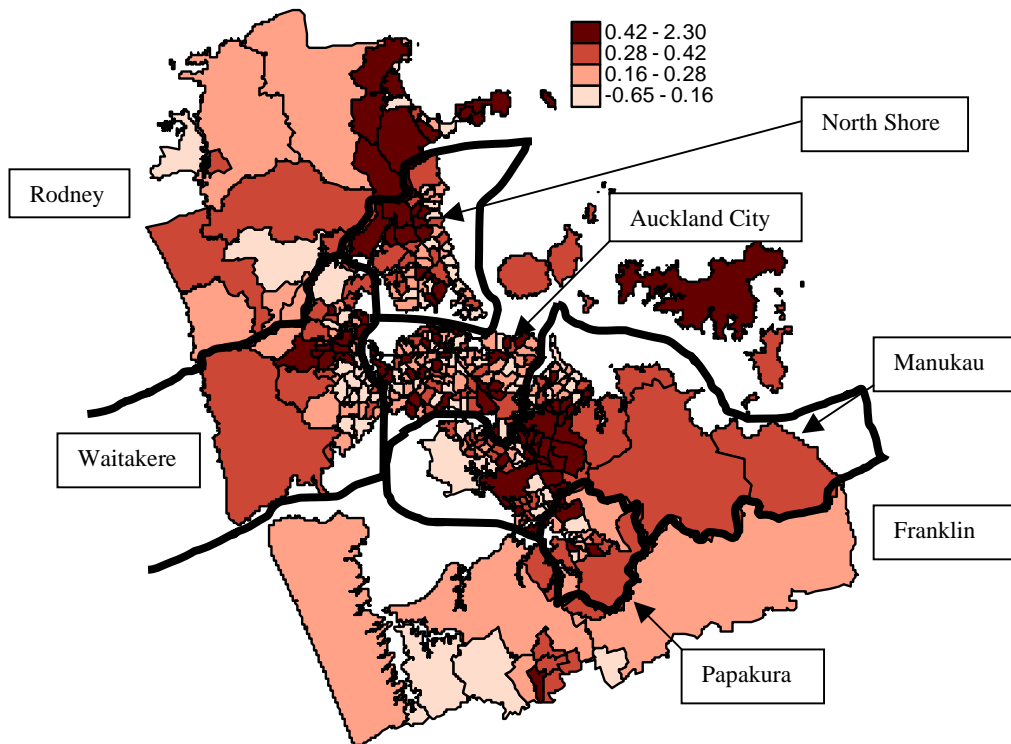 0.42 - 2.30
0.28 - 0.42
0.16 - 0.28
-0.65 - 0.16
North Shore
Rodney
Auckland City
Manukau
Waitakere
Franklin
Papakura